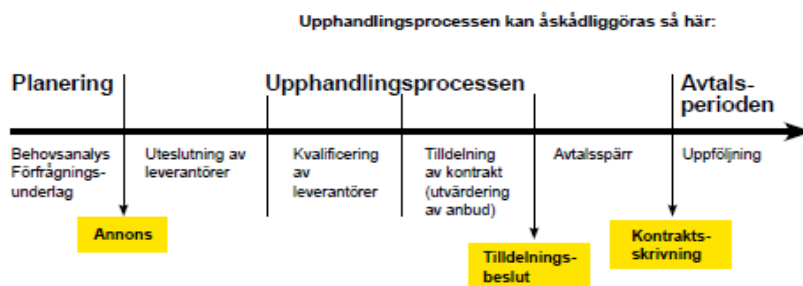 Upphandlingsprocessen kan åskådliggöras så här:
Planering
Upphandlingsprocessen
Avtals-
perioden
Behovsanalys
Förfrågnings-
underlag
Uteslutning av
leverantörer
Kvalificering
av
leverantörer
Tilldelning
av kontrakt
(utvärdering
av anbud)
Avtalsspärr
Uppföljning
Annons
Tilldelnings-
beslut
Kontrakts-
skrivning